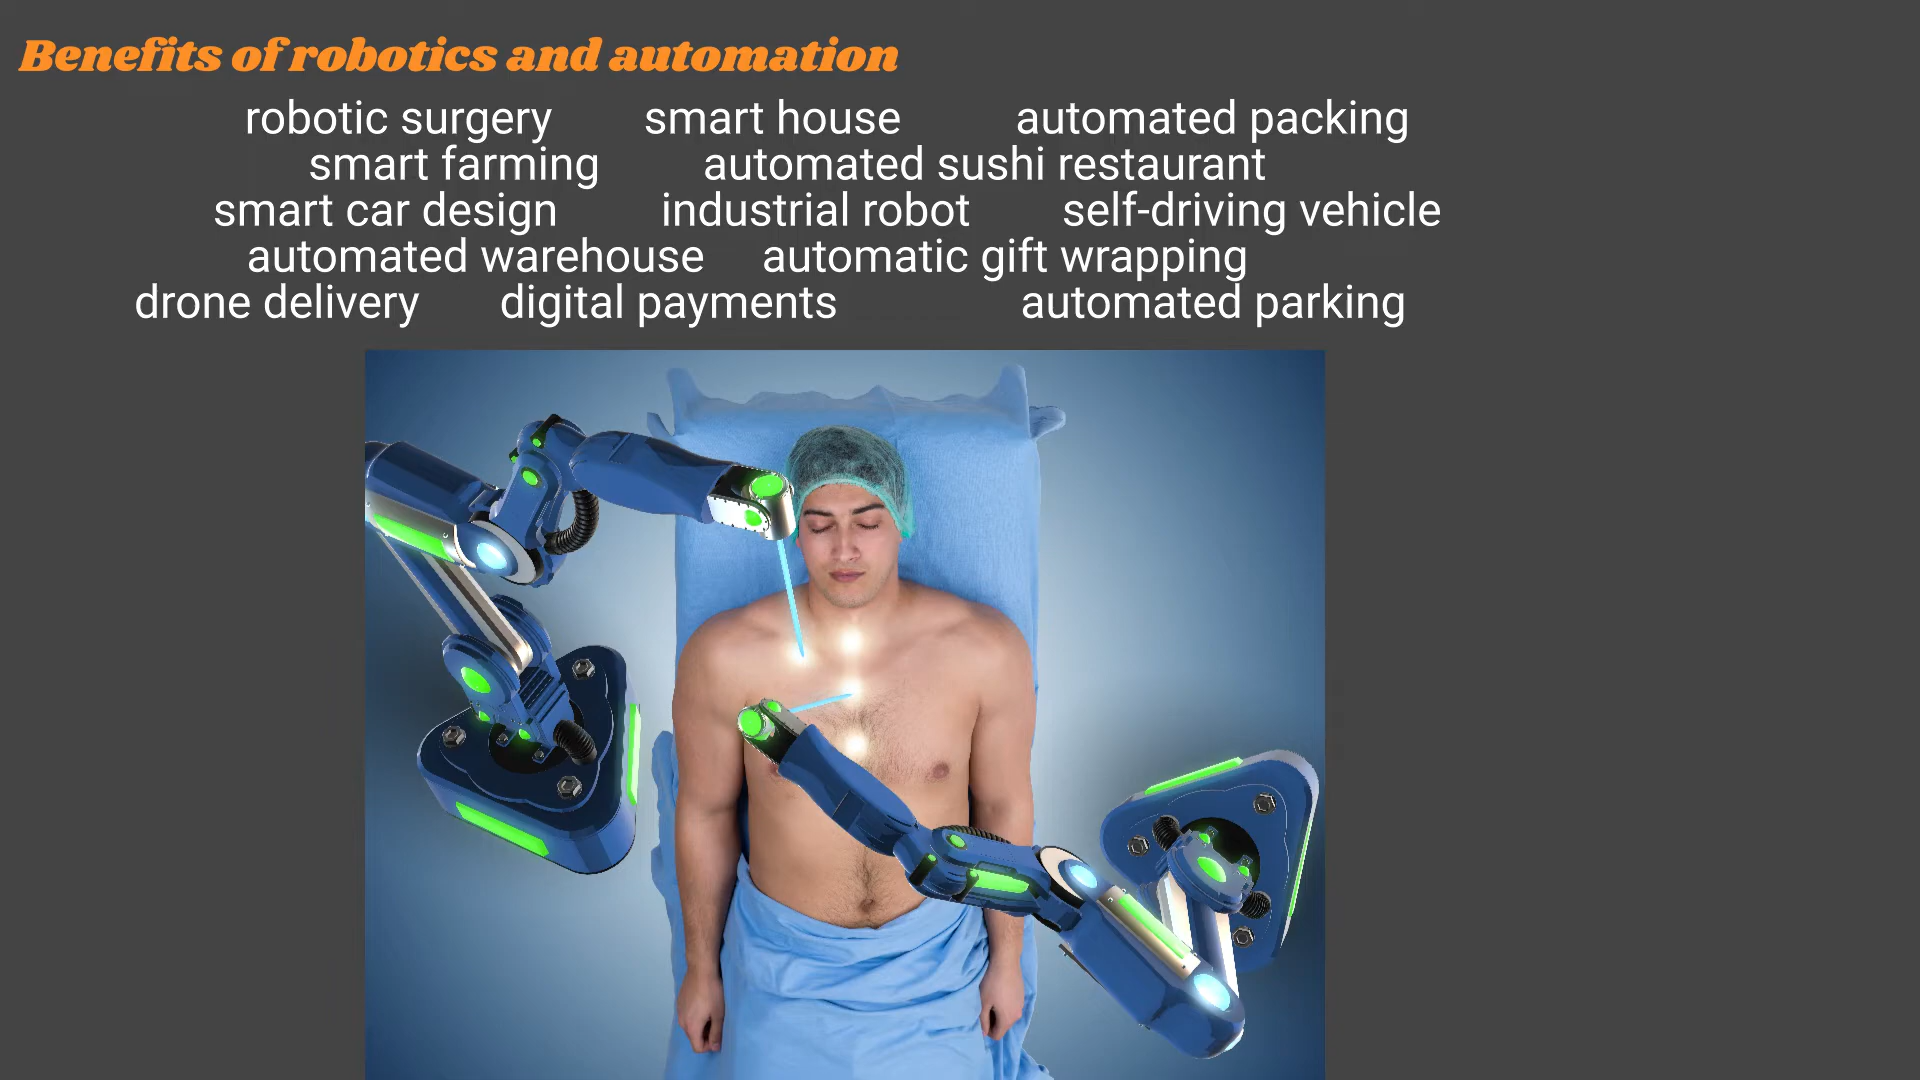 Benefits of robotics and automation
robotic surgery smart house automated packing
smart farming automated sushi restaurant
smart car design industrial robot self-driving vehicle
automated warehouse automatic gift wrapping
drone delivery digital payments automated parking